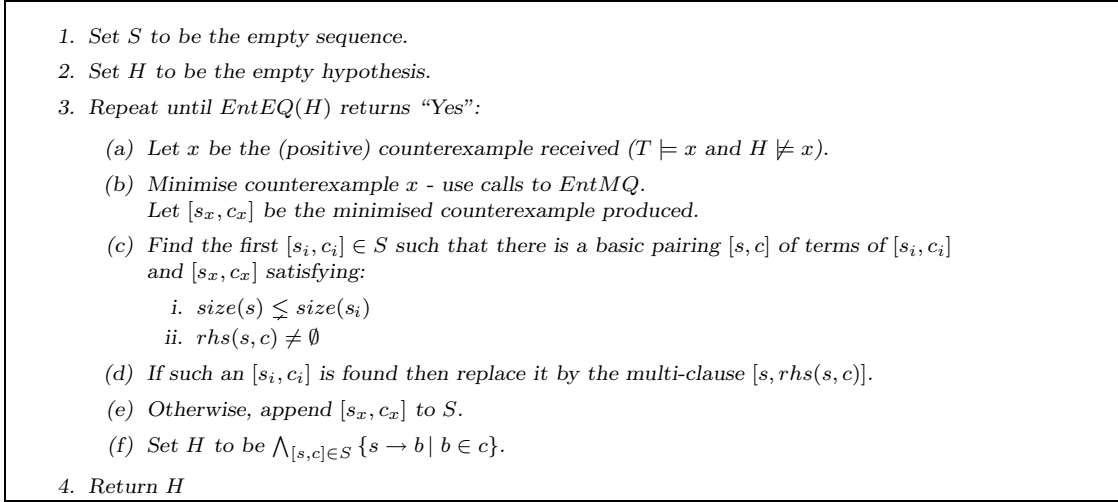 1. Set S to be the empty sequence.
2. Set H to be the empty hypothesis.
3. Repeat until EntEQ(H) returns “Yes”:
(a) Let x be the (positive) counterexample received (T ⊨ x and H ⊭ x).
(b) Minimise counterexample x - use calls to EntMQ.
Let [s_x, c_x] be the minimised counterexample produced.
(c) Find the first [s_i, c_i] ∈ S such that there is a basic pairing [s, c] of terms of [s_i, c_i]
and [s_x, c_x] satisfying:
i. size(s) ≨ size(s_i)
ii. rhs(s, c) ≠ ∅
(d) If such an [s_i, c_i] is found then replace it by the multi-clause [s, rhs(s, c)].
(e) Otherwise, append [s_x, c_x] to S.
(f) Set H to be ⋀_{[s,c]∈S} {s → b | b ∈ c}.
4. Return H